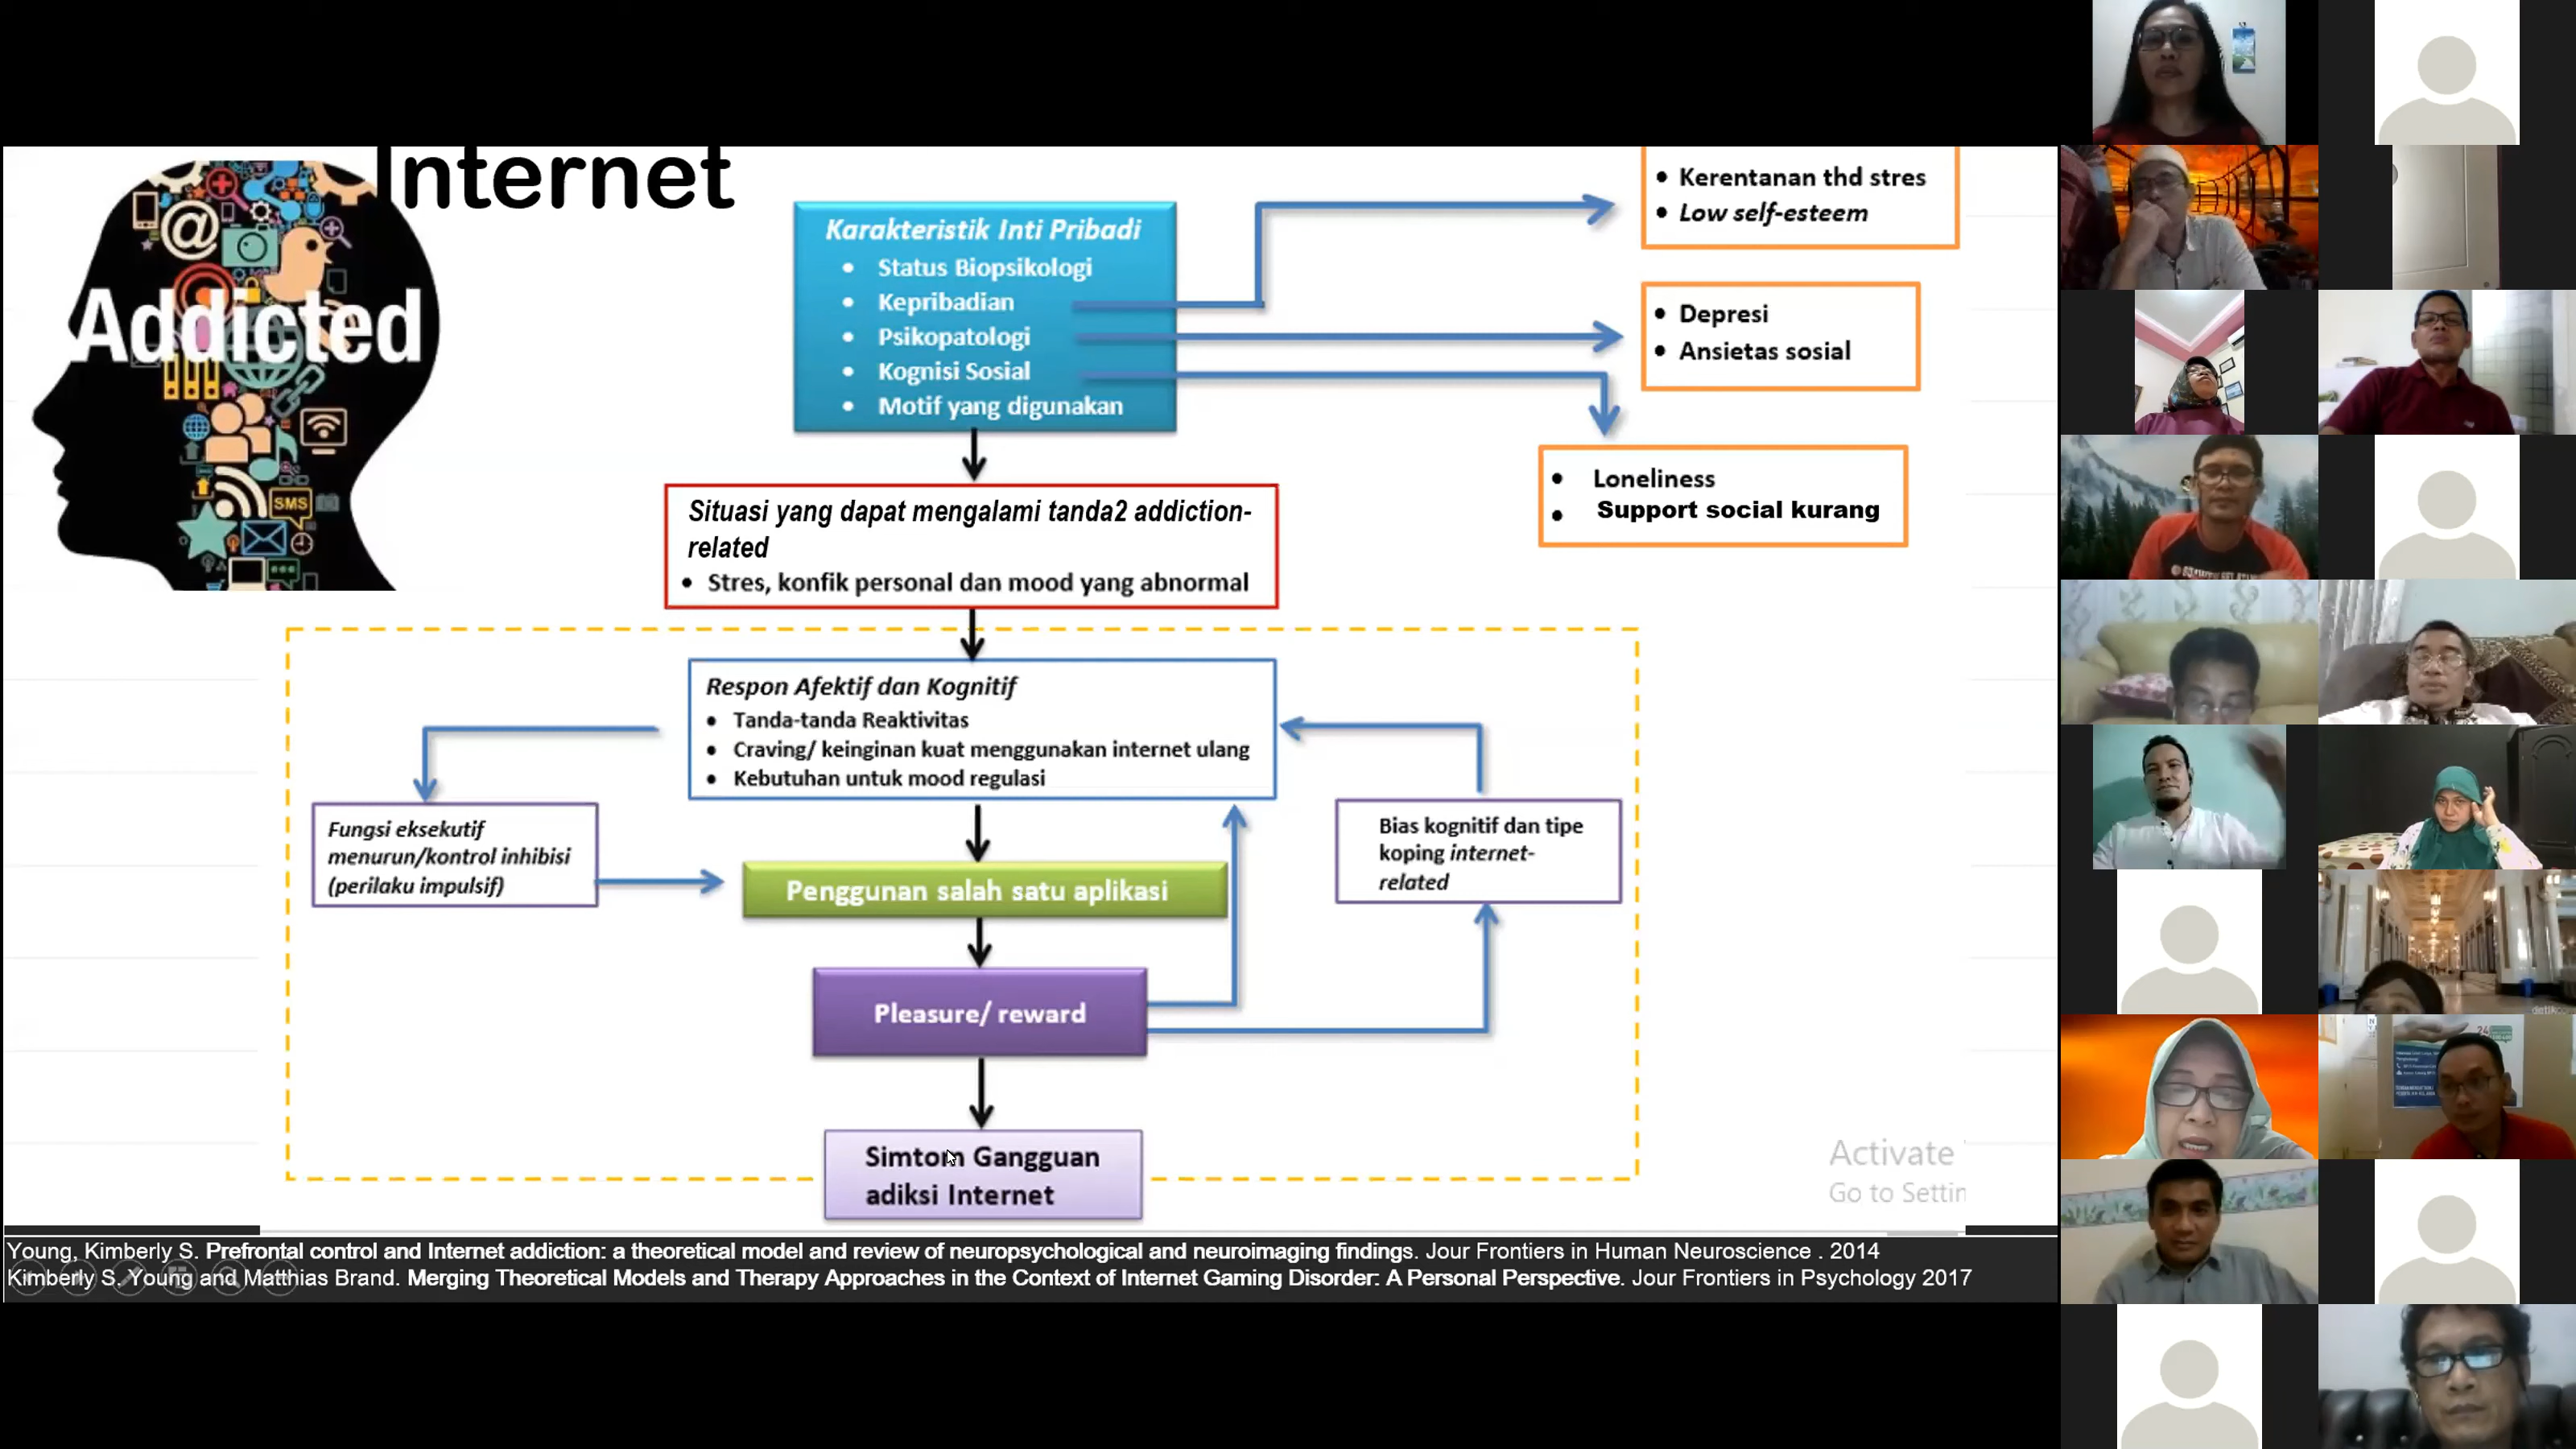 Internet
Addicted
@
SMS
Karakteristik Inti Pribadi
• Status Biopsikologi
• Kepribadian
• Psikopatologi
• Kognisi Sosial
• Motif yang digunakan
• Kerentanan thd stres
• Low self-esteem
• Depresi
• Ansietas sosial
• Loneliness
• Support social kurang
Situasi yang dapat mengalami tanda2 addiction-
related
• Stres, konfik personal dan mood yang abnormal
Respon Afektif dan Kognitif
• Tanda-tanda Reaktivitas
• Craving/ keinginan kuat menggunakan internet ulang
• Kebutuhan untuk mood regulasi
Fungsi eksekutif
menurun/kontrol inhibisi
(perilaku impulsif)
Bias kognitif dan tipe
koping internet-
related
Penggunan salah satu aplikasi
Pleasure/ reward
Simtom Gangguan
adiksi Internet
Activate
Go to Settin
Young, Kimberly S. Prefrontal control and Internet addiction: a theoretical model and review of neuropsychological and neuroimaging findings. Jour Frontiers in Human Neuroscience . 2014
Kimberly S. Young and Matthias Brand. Merging Theoretical Models and Therapy Approaches in the Context of Internet Gaming Disorder: A Personal Perspective. Jour Frontiers in Psychology 2017